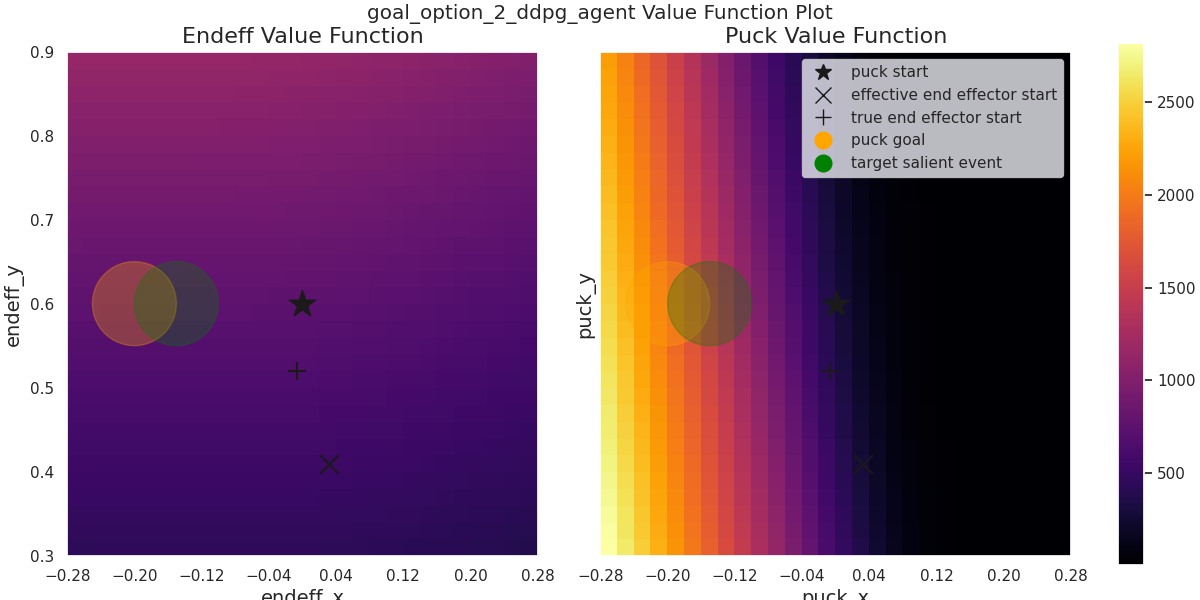 goal_option_2_ddpg_agent Value Function Plot
Endeff Value Function
Puck Value Function
0.9
0.8
0.7
0.6
0.5
0.4
0.3
endeff_y
−0.28 −0.20 −0.12 −0.04 0.04 0.12 0.20 0.28
endeff_x
puck_y
puck start
effective end effector start
true end effector start
puck goal
target salient event
−0.28 −0.20 −0.12 −0.04 0.04 0.12 0.20 0.28
puck_x
2500
2000
1500
1000
500